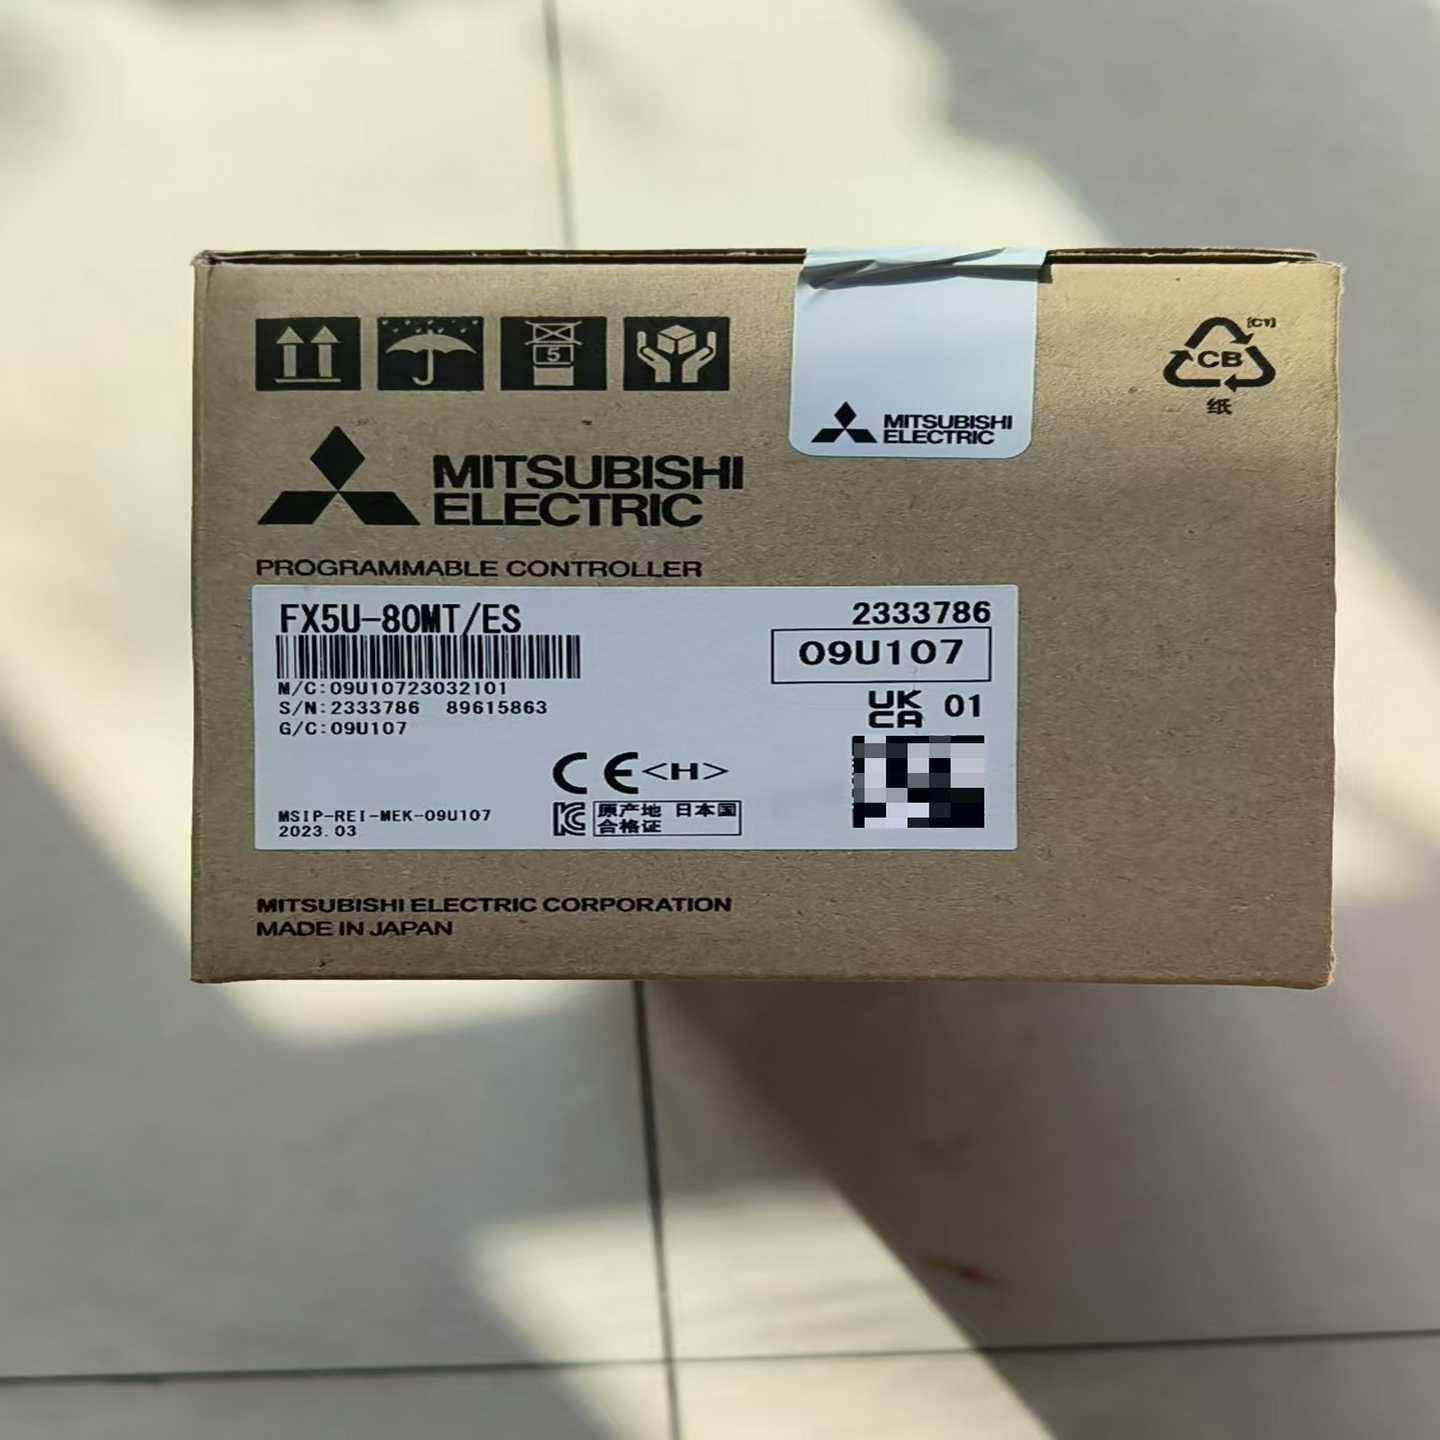 5
[C1]
CB
纸
MITSUBISHI
ELECTRIC
MITSUBISHI
ELECTRIC
PROGRAMMABLE CONTROLLER
FX5U-80MT/ES
2333786
09U107
M/C:09U10723032101
S/N:2333786 89615863
G/C:09U107
UK
CA 01
CE<H>
MSIP-REI-MEK-09U107
2023.03
原产地 日本国
合格证
MITSUBISHI ELECTRIC CORPORATION
MADE IN JAPAN